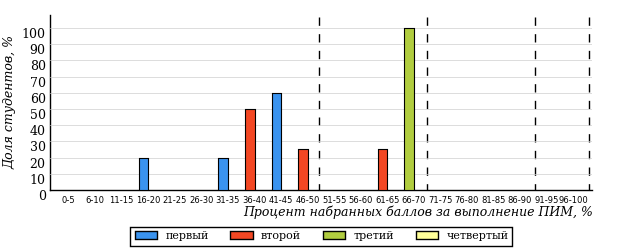 Доля студентов, %
100
90
80
70
60
50
40
30
20
10
0
0-5 6-10 11-15 16-20 21-25 26-30 31-35 36-40 41-45 46-50 51-55 56-60 61-65 66-70 71-75 76-80 81-85 86-90 91-95 96-100
Процент набранных баллов за выполнение ПИМ, %
первый второй третий четвертый